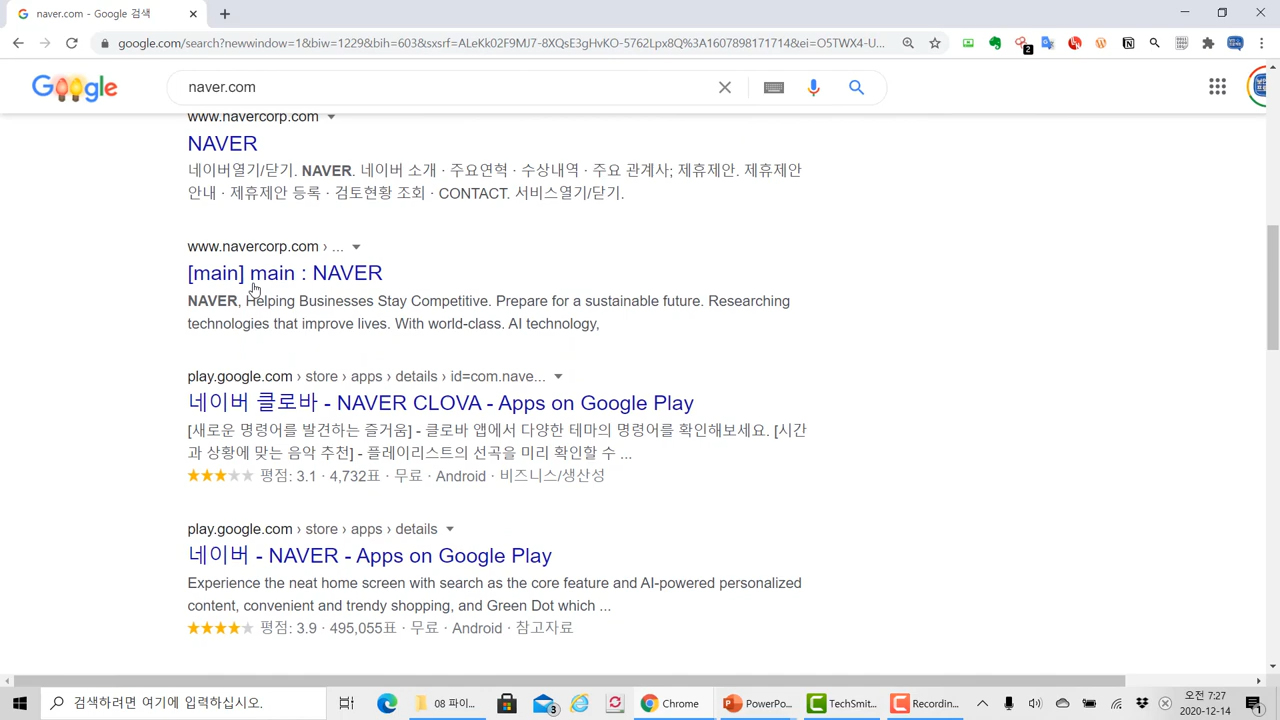 naver.com - Google 검색
google.com/search?newwindow=1&biw=1229&bih=603&sxsrf=ALeKk02F9MJ7-8XQsE3gHvKO-5762Lpx8Q%3A1607898171714&ei=O5TWX4-U...
2
Google
naver.com
www.navercorp.com
NAVER
네이버열기/닫기. NAVER. 네이버 소개 · 주요연혁 · 수상내역 · 주요 관계사; 제휴제안. 제휴제안
안내 · 제휴제안 등록 · 검토현황 조회 · CONTACT. 서비스열기/닫기.
www.navercorp.com › ...
[main] main : NAVER
NAVER, Helping Businesses Stay Competitive. Prepare for a sustainable future. Researching
technologies that improve lives. With world-class. AI technology,
play.google.com › store › apps › details › id=com.nave...
네이버 클로바 - NAVER CLOVA - Apps on Google Play
[새로운 명령어를 발견하는 즐거움] - 클로바 앱에서 다양한 테마의 명령어를 확인해보세요. [시간
과 상황에 맞는 음악 추천] - 플레이리스트의 선곡을 미리 확인할 수 ...
평점: 3.1 · 4,732표 · 무료 · Android · 비즈니스/생산성
play.google.com › store › apps › details
네이버 - NAVER - Apps on Google Play
Experience the neat home screen with search as the core feature and AI-powered personalized
content, convenient and trendy shopping, and Green Dot which ...
평점: 3.9 · 495,055표 · 무료 · Android · 참고자료
검색하려면 여기에 입력하십시오.
08 파이...
3
Chrome
PowerPo...
TechSmit...
Recordin...
오전 7:27
2020-12-14
1